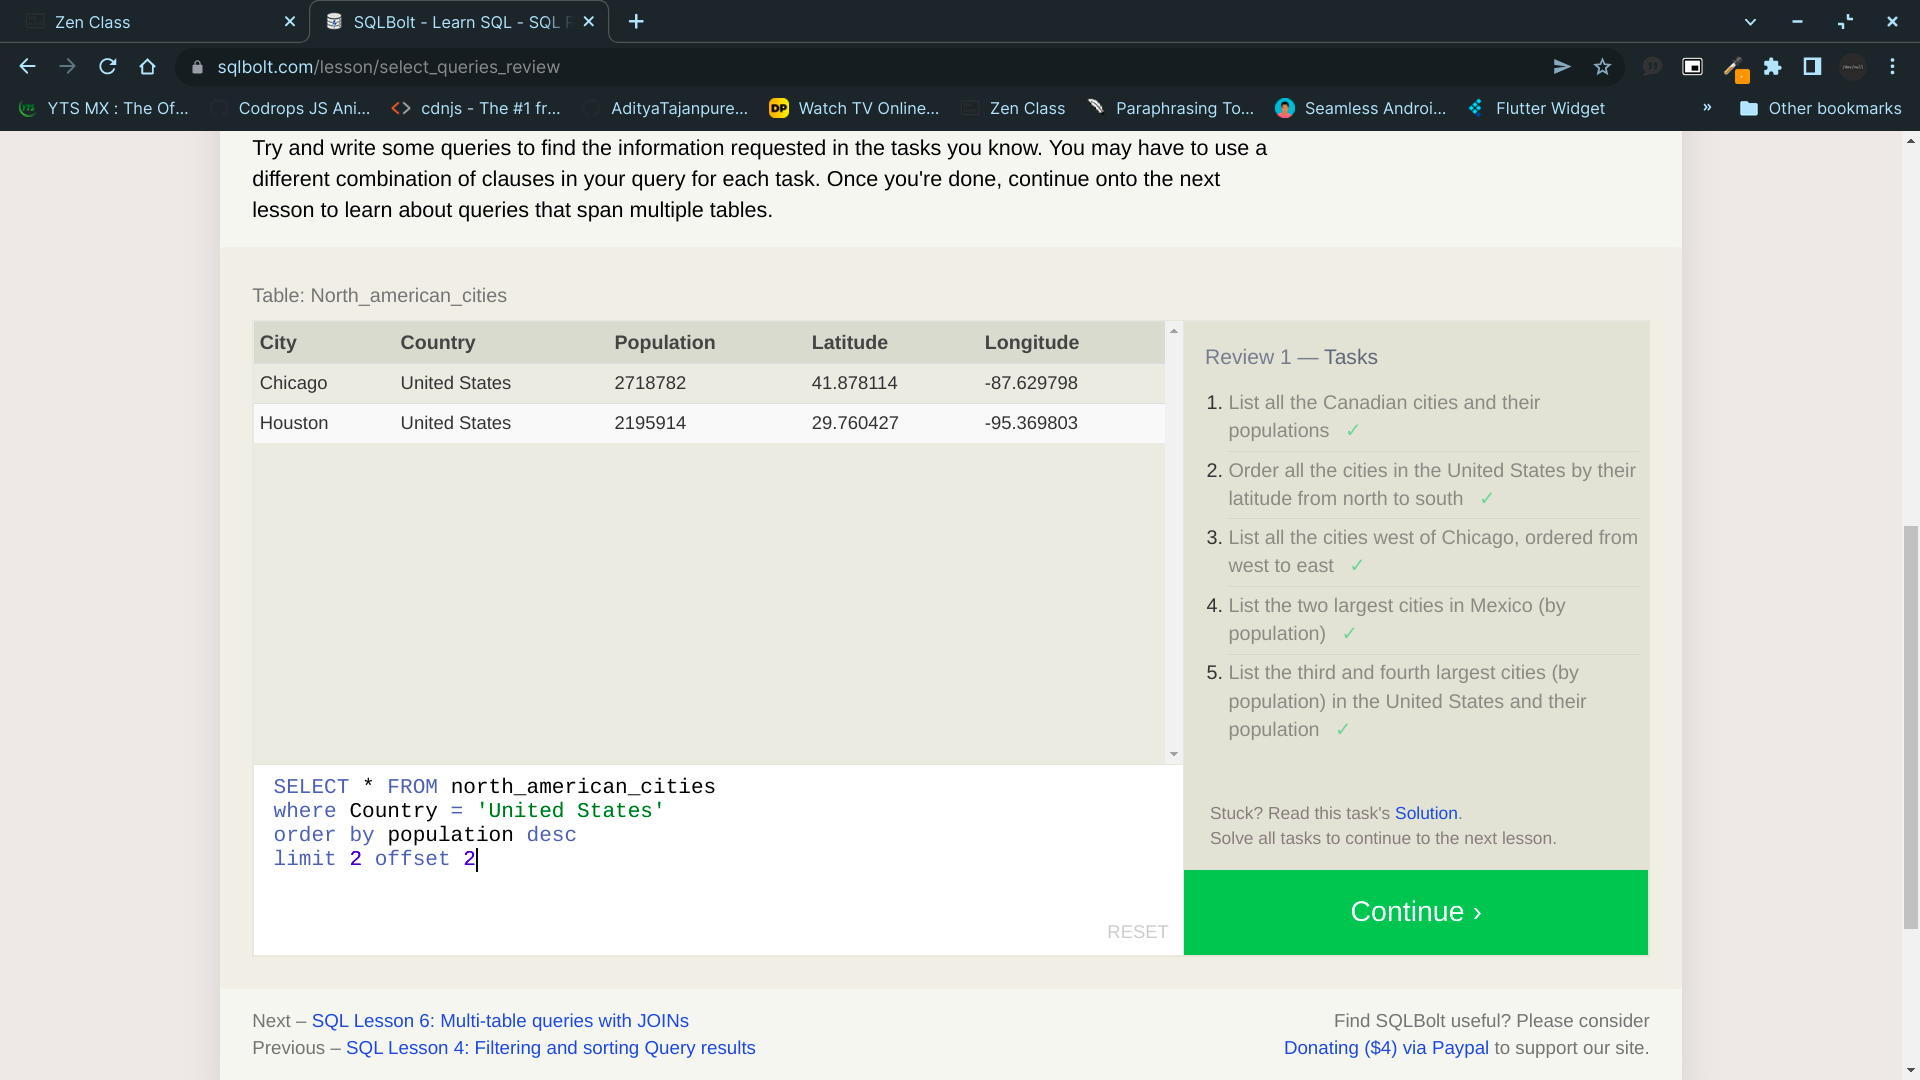 Zen Class
SQLBolt - Learn SQL - SQL
sqlbolt.com/lesson/select_queries_review
YTS MX : The Of...
Codrops JS Ani...
cdnjs - The #1 fr...
AdityaTajanpure...
DP
Watch TV Online...
Zen Class
Paraphrasing To...
Seamless Androi...
Flutter Widget
»
Other bookmarks
Try and write some queries to find the information requested in the tasks you know. You may have to use a
different combination of clauses in your query for each task. Once you're done, continue onto the next
lesson to learn about queries that span multiple tables.
Table: North_american_cities
City Country Population Latitude Longitude
Chicago United States 2718782 41.878114 -87.629798
Houston United States 2195914 29.760427 -95.369803
SELECT * FROM north_american_cities
where Country = 'United States'
order by population desc
limit 2 offset 2
RESET
Review 1 — Tasks
1. List all the Canadian cities and their
populations ✓
2. Order all the cities in the United States by their
latitude from north to south ✓
3. List all the cities west of Chicago, ordered from
west to east ✓
4. List the two largest cities in Mexico (by
population) ✓
5. List the third and fourth largest cities (by
population) in the United States and their
population ✓
Stuck? Read this task's Solution.
Solve all tasks to continue to the next lesson.
Continue ›
Next – SQL Lesson 6: Multi-table queries with JOINs
Previous – SQL Lesson 4: Filtering and sorting Query results
Find SQLBolt useful? Please consider
Donating ($4) via Paypal to support our site.